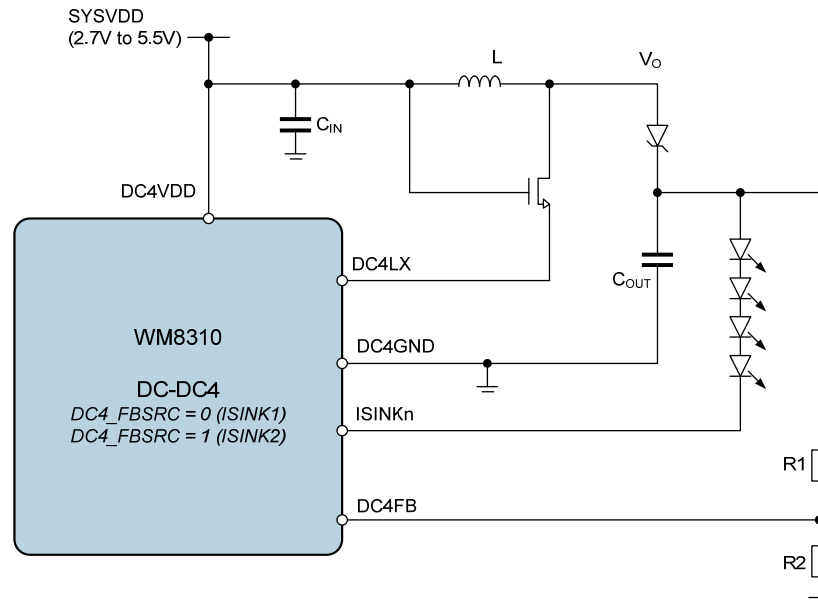 SYSVDD
(2.7V to 5.5V)
L
VO
CIN
DC4VDD
DC4LX
COUT
WM8310
DC4GND
DC-DC4
DC4_FBSRC = 0 (ISINK1)
ISINKn
DC4_FBSRC = 1 (ISINK2)
R1
DC4FB
R2